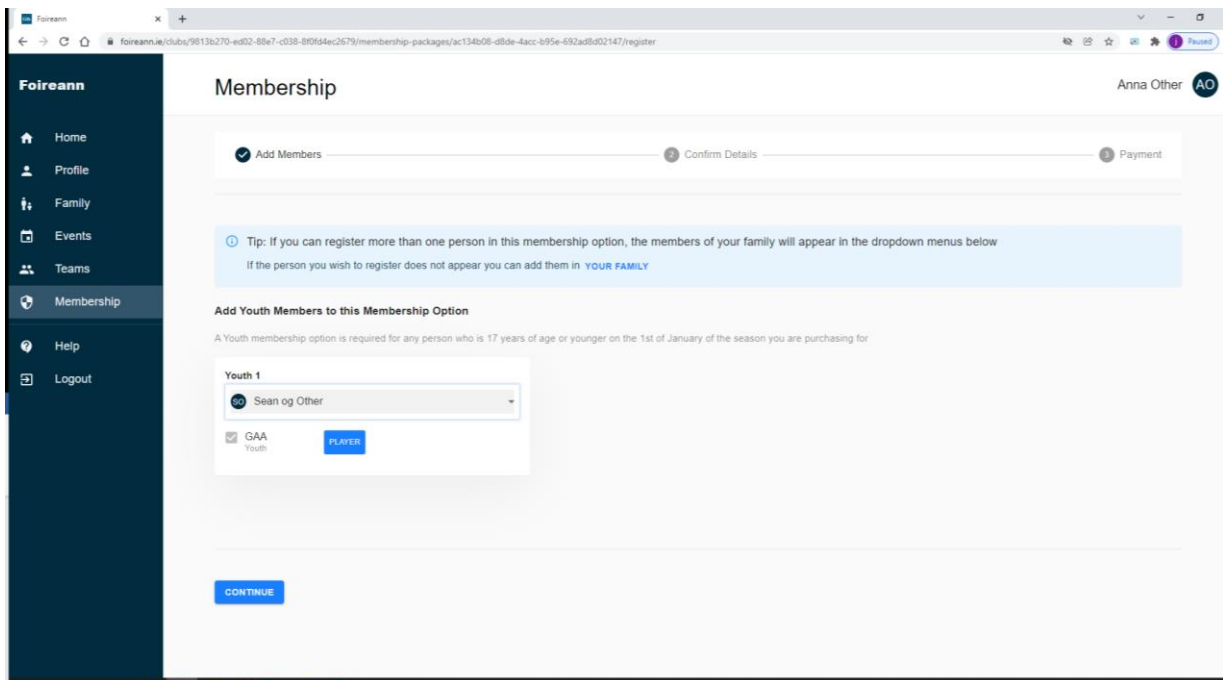 Foireann
foireann.ie/clubs/9813b270-ed02-88e7-c038-8f0fd4ec2679/membership-packages/ac134b08-d8de-4acc-b95e-692ad8d02147/register
Paused
Foireann
Membership
Anna Other AO
Home
Profile
Family
Events
Teams
Membership
Help
Logout
Add Members
2 Confirm Details
3 Payment
Tip: If you can register more than one person in this membership option, the members of your family will appear in the dropdown menus below
If the person you wish to register does not appear you can add them in YOUR FAMILY
Add Youth Members to this Membership Option
A Youth membership option is required for any person who is 17 years of age or younger on the 1st of January of the season you are purchasing for
Youth 1
SO Sean og Other
GAA
Youth
PLAYER
CONTINUE